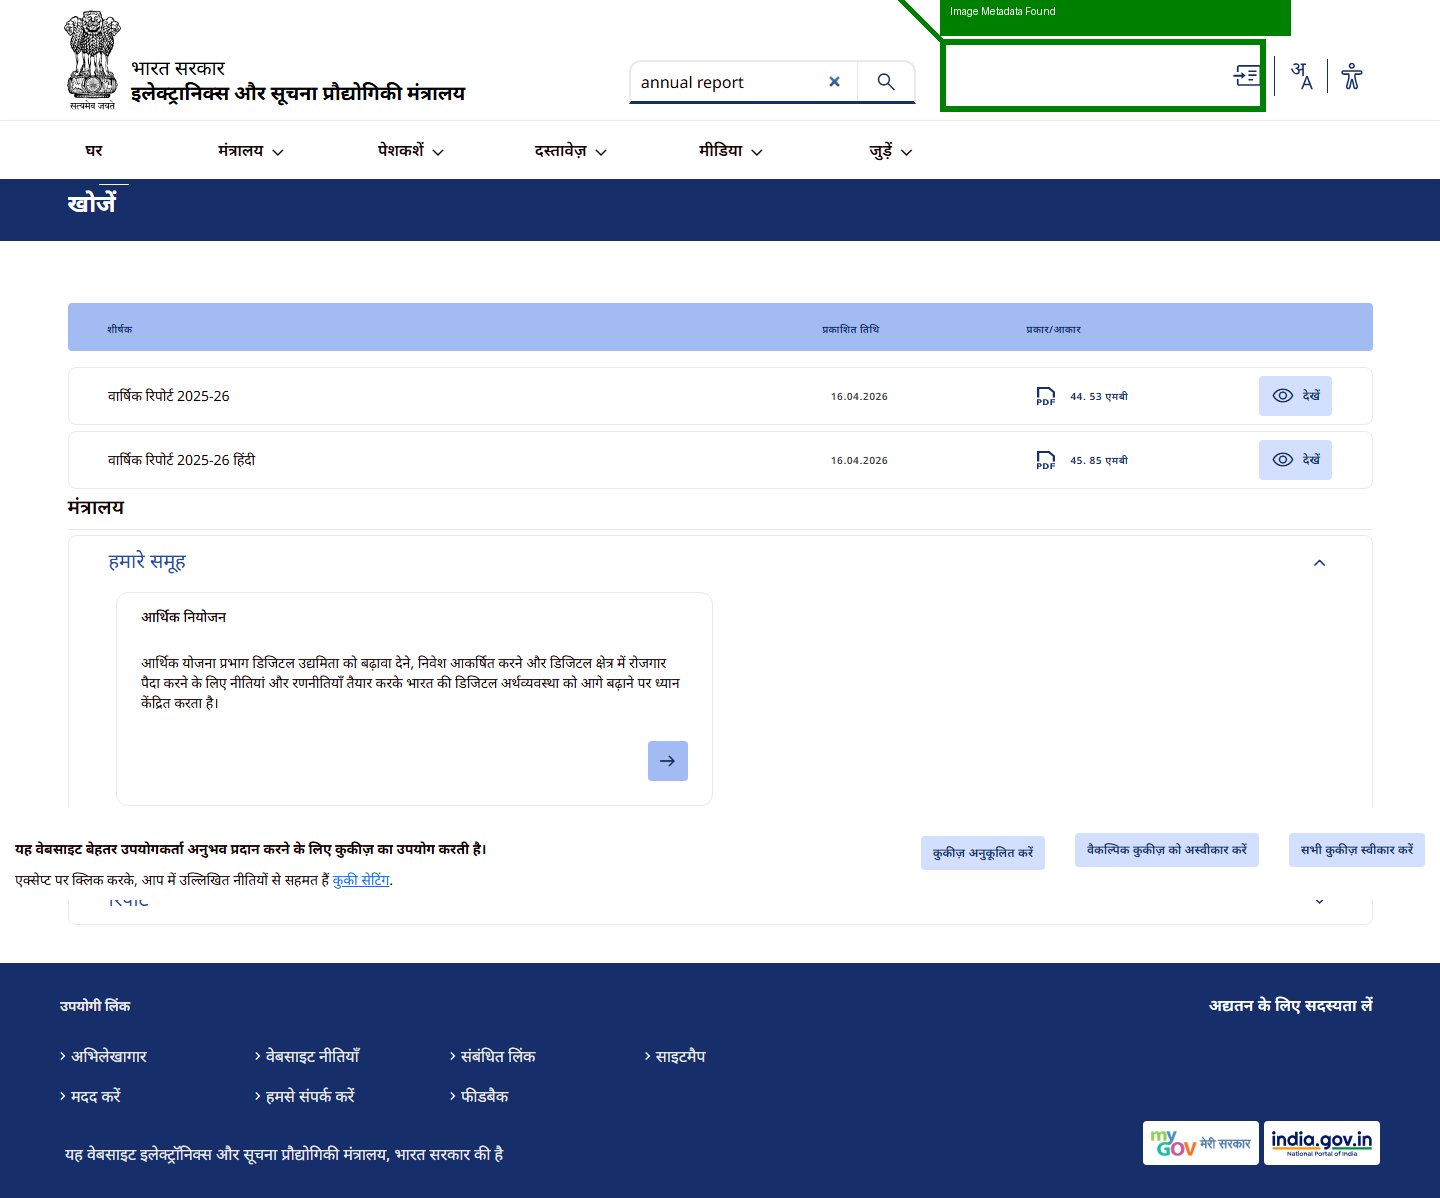 Image Metadata Found
सत्यमेव जयते
भारत सरकार
इलेक्ट्रानिक्स और सूचना प्रौद्योगिकी मंत्रालय
annual report
अ A
घर मंत्रालय पेशकशें दस्तावेज़ मीडिया जुड़ें
खोजें
शीर्षक प्रकाशित तिथि प्रकार/आकार
वार्षिक रिपोर्ट 2025-26 16.04.2026 PDF 44. 53 एमबी देखें
वार्षिक रिपोर्ट 2025-26 हिंदी 16.04.2026 PDF 45. 85 एमबी देखें
मंत्रालय
हमारे समूह
आर्थिक नियोजन
आर्थिक योजना प्रभाग डिजिटल उद्यमिता को बढ़ावा देने, निवेश आकर्षित करने और डिजिटल क्षेत्र में रोजगार
पैदा करने के लिए नीतियां और रणनीतियाँ तैयार करके भारत की डिजिटल अर्थव्यवस्था को आगे बढ़ाने पर ध्यान
केंद्रित करता है।
यह वेबसाइट बेहतर उपयोगकर्ता अनुभव प्रदान करने के लिए कुकीज़ का उपयोग करती है।
एक्सेप्ट पर क्लिक करके, आप में उल्लिखित नीतियों से सहमत हैं कुकी सेटिंग.
कुकीज़ अनुकूलित करें वैकल्पिक कुकीज़ को अस्वीकार करें सभी कुकीज़ स्वीकार करें
उपयोगी लिंक
अद्यतन के लिए सदस्यता लें
अभिलेखागार वेबसाइट नीतियाँ संबंधित लिंक साइटमैप
मदद करें हमसे संपर्क करें फीडबैक
my GOV मेरी सरकार
india.gov.in
National Portal of India
यह वेबसाइट इलेक्ट्रॉनिक्स और सूचना प्रौद्योगिकी मंत्रालय, भारत सरकार की है